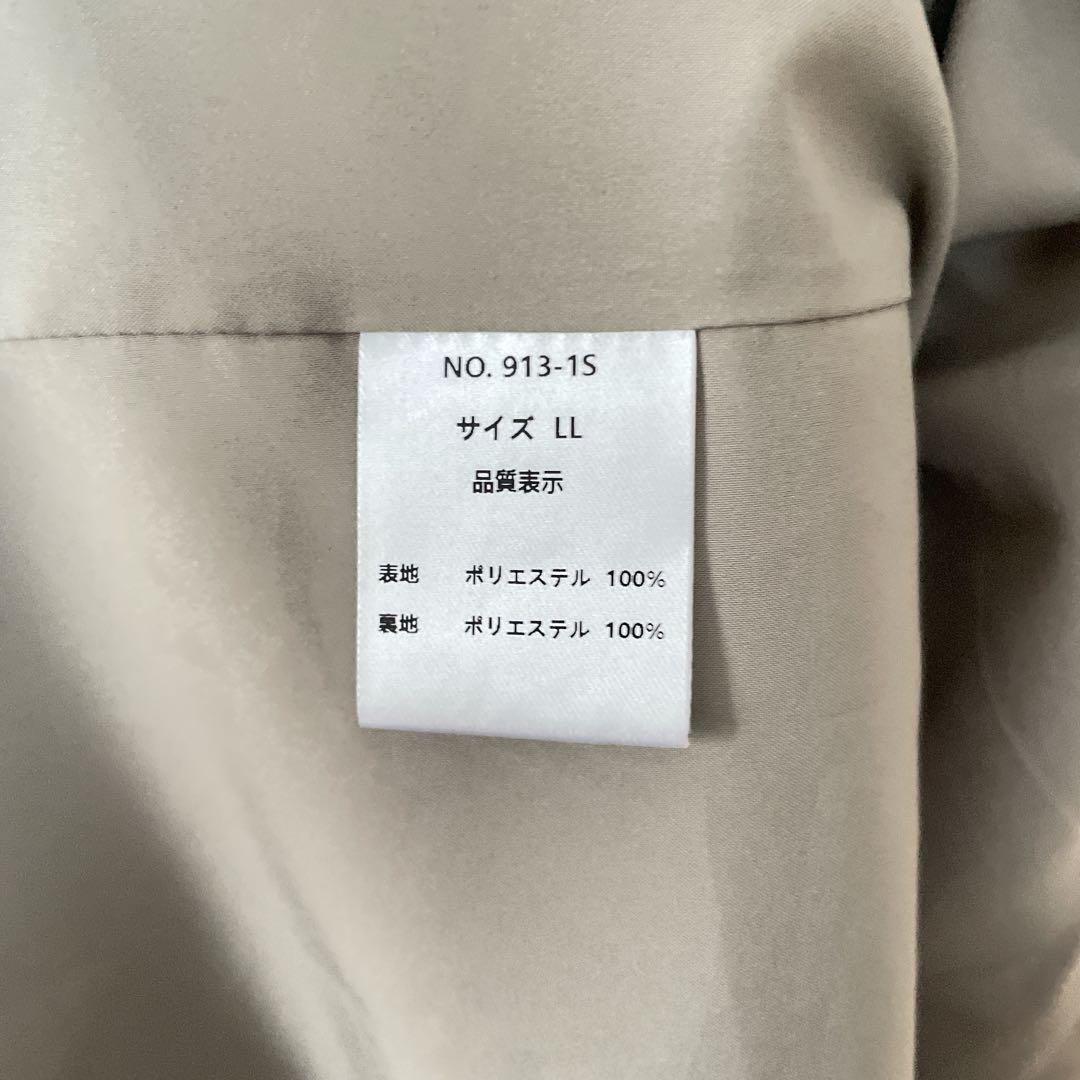 NO. 913-1S
サイズ LL
品質表示
表地 ポリエステル 100%
裏地 ポリエステル 100%